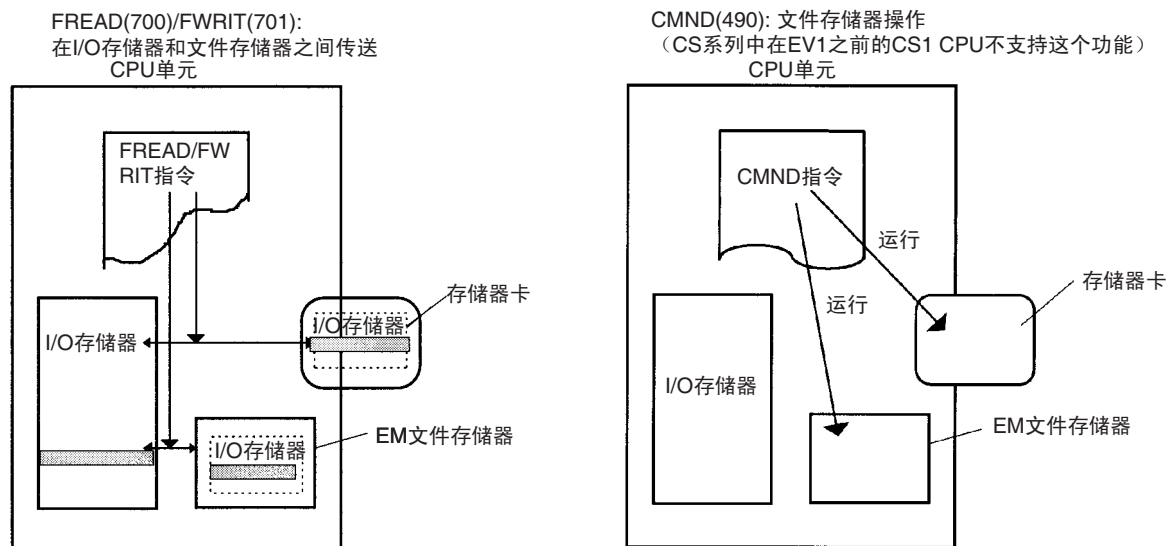 FREAD(700)/FWRIT(701):
在I/O存储器和文件存储器之间传送
CPU单元
FREAD/FW
RIT指令
存储器卡
I/O存储器
I/O存储器
EM文件存储器
I/O存储器
CMND(490): 文件存储器操作
（CS系列中在EV1之前的CS1 CPU不支持这个功能）
CPU单元
CMND指令
运行
存储器卡
运行
I/O存储器
EM文件存储器